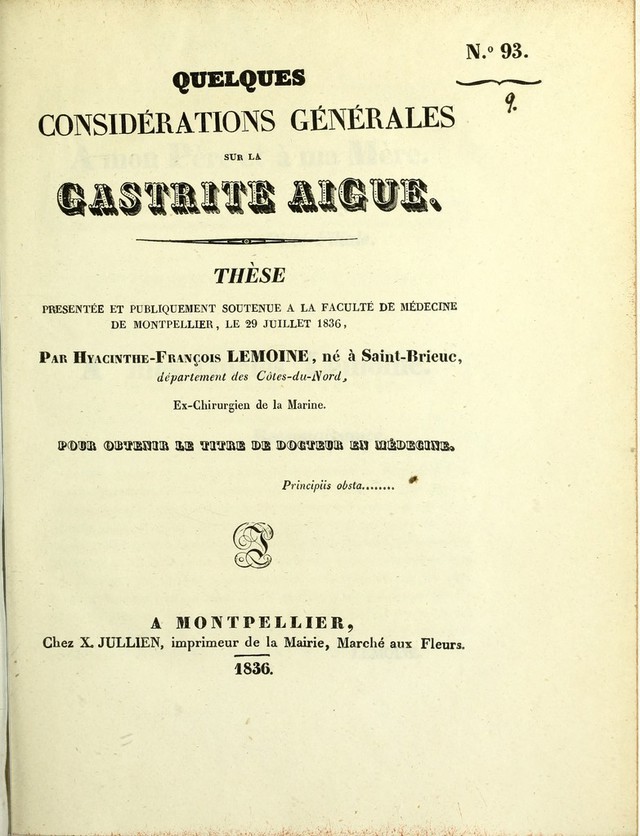 N.º 93.
9.
QUELQUES
CONSIDÉRATIONS GÉNÉRALES
SUR LA
GASTRITE AIGUE.
THÈSE
PRESENTÉE ET PUBLIQUEMENT SOUTENUE A LA FACULTÉ DE MÉDECINE
DE MONTPELLIER, LE 29 JUILLET 1836,
PAR HYACINTHE-FRANÇOIS LEMOINE, né à Saint-Brieuc,
département des Côtes-du-Nord,
Ex-Chirurgien de la Marine.
POUR OBTENIR LE TITRE DE DOCTEUR EN MÉDECINE.
Principiis obsta........
A MONTPELLIER,
Chez X. JULLIEN, imprimeur de la Mairie, Marché aux Fleurs.
1836.